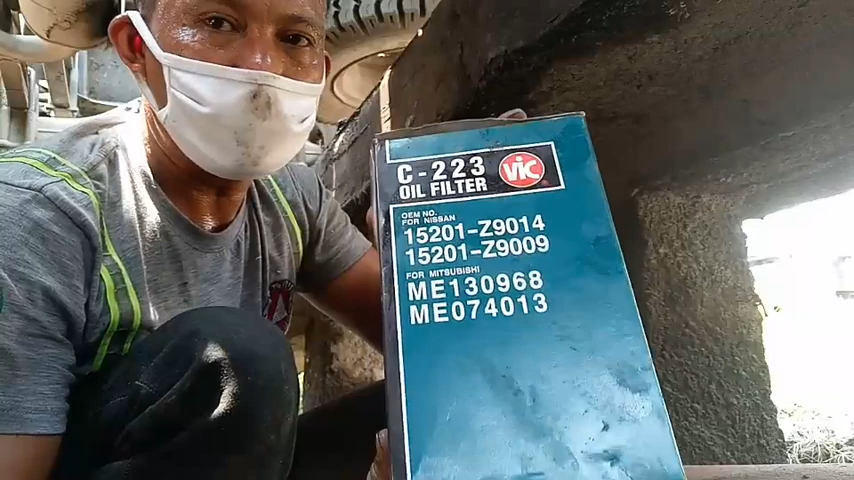 C-223 VIC
OIL FILTER
OEM NO.
FOR NISSAN
15201-Z9014
15201-Z9009
FOR MITSUBISHI
ME130968
ME074013